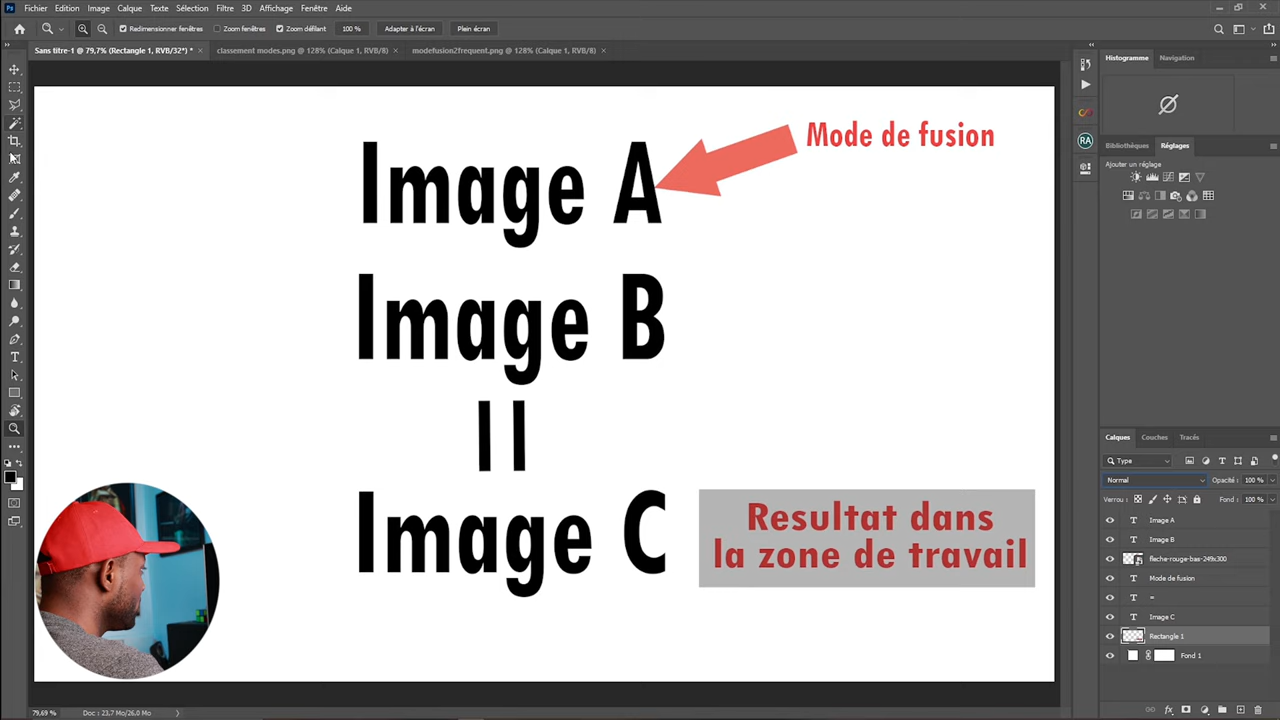 Ps Fichier Edition Image Calque Texte Sélection Filtre 3D Affichage Fenêtre Aide
Redimensionner fenêtres Zoom fenêtres Zoom défilant 100 % Adapter à l'écran Plein écran
Sans titre-1 @ 79,7% (Rectangle 1, RVB/32*) * × classement modes.png @ 128% (Calque 1, RVB/8) × modefusion2frequent.png @ 128% (Calque 1, RVB/8) ×
Histogramme Navigation
Mode de fusion
Image A
Image B
Image C
Resultat dans
la zone de travail
RA
Bibliothèques Réglages
Ajouter un réglage
Calques Couches Tracés
Type
Normal Opacité : 100 %
Verrou : Fond : 100 %
T Image A
T Image B
fleche-rouge-bas-249x300
T Mode de fusion
T =
T Image C
Rectangle 1
Fond 1
79,69 % Doc : 23,7 Mo/26,0 Mo